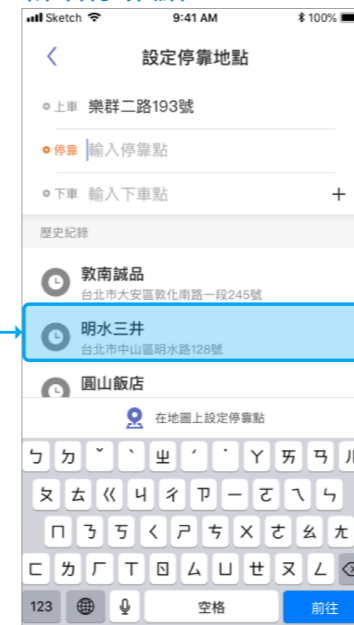 Sketch 9:41 AM 100%
設定停靠地點
上車 樂群二路193號
停靠 輸入停靠點
下車 輸入下車點 +
歷史紀錄
敦南誠品
台北市大安區敦化南路一段245號
明水三井
台北市中山區明水路128號
圓山飯店
在地圖上設定停靠點
ㄅ ㄉ ˇ ˋ ㄓ ˊ ˙ ㄚ ㄞ ㄢ ㄦ
ㄆ ㄊ ㄍ ㄐ ㄔ ㄗ ㄧ ㄛ ㄟ ㄣ
ㄇ ㄋ ㄎ ㄑ ㄕ ㄘ ㄨ ㄜ ㄠ ㄤ
ㄈ ㄌ ㄏ ㄒ ㄖ ㄙ ㄩ ㄝ ㄡ ㄥ
123 空格 前往